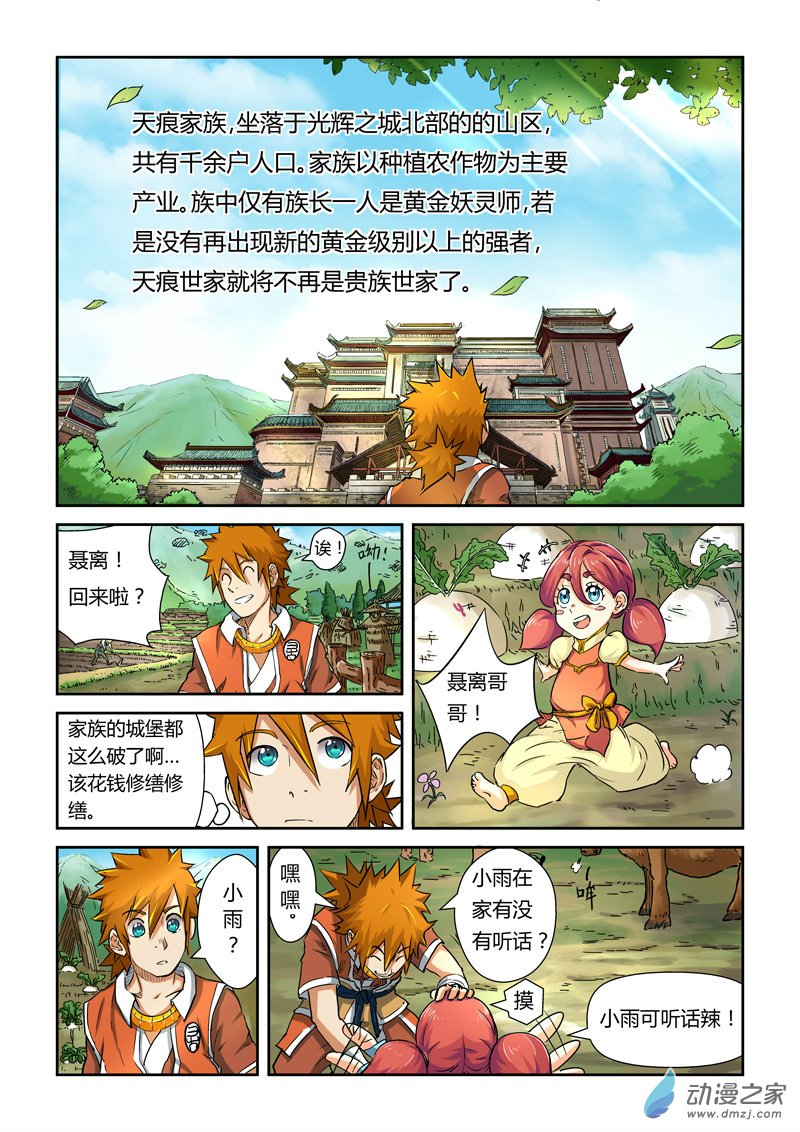 天痕家族，坐落于光辉之城北部的的山区，
共有千余户人口。家族以种植农作物为主要
产业。族中仅有族长一人是黄金妖灵师，若
是没有再出现新的黄金级别以上的强者，
天痕世家就将不再是贵族世家了。
聂离！
回来啦？
诶！
呦！
聂离哥
哥！
家族的城堡都
这么破了啊…
该花钱修缮修
缮。
小
雨
？
嘿
嘿
。
小雨在
家有没
有听话？
哞
摸
小雨可听话辣！
动漫之家
www.dmzj.com